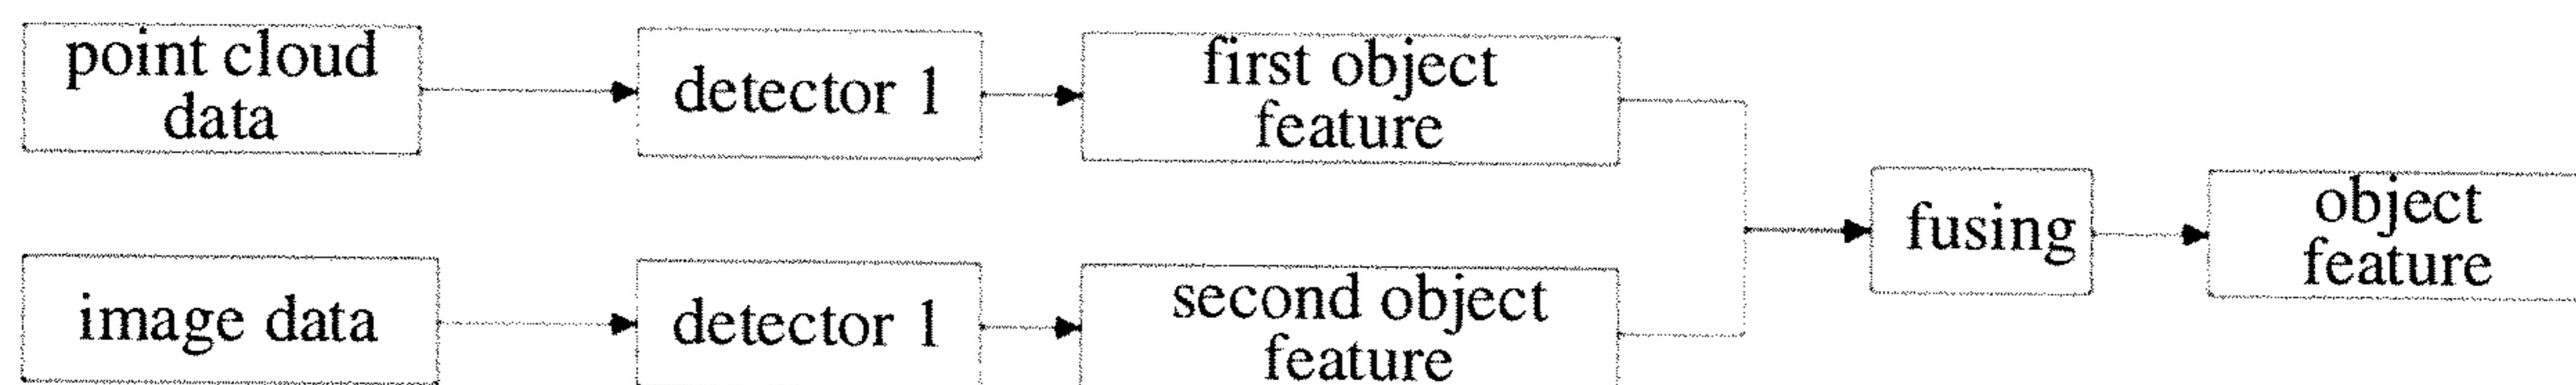 point cloud
data
detector 1
first object
feature
image data
detector 1
second object
feature
fusing
object
feature